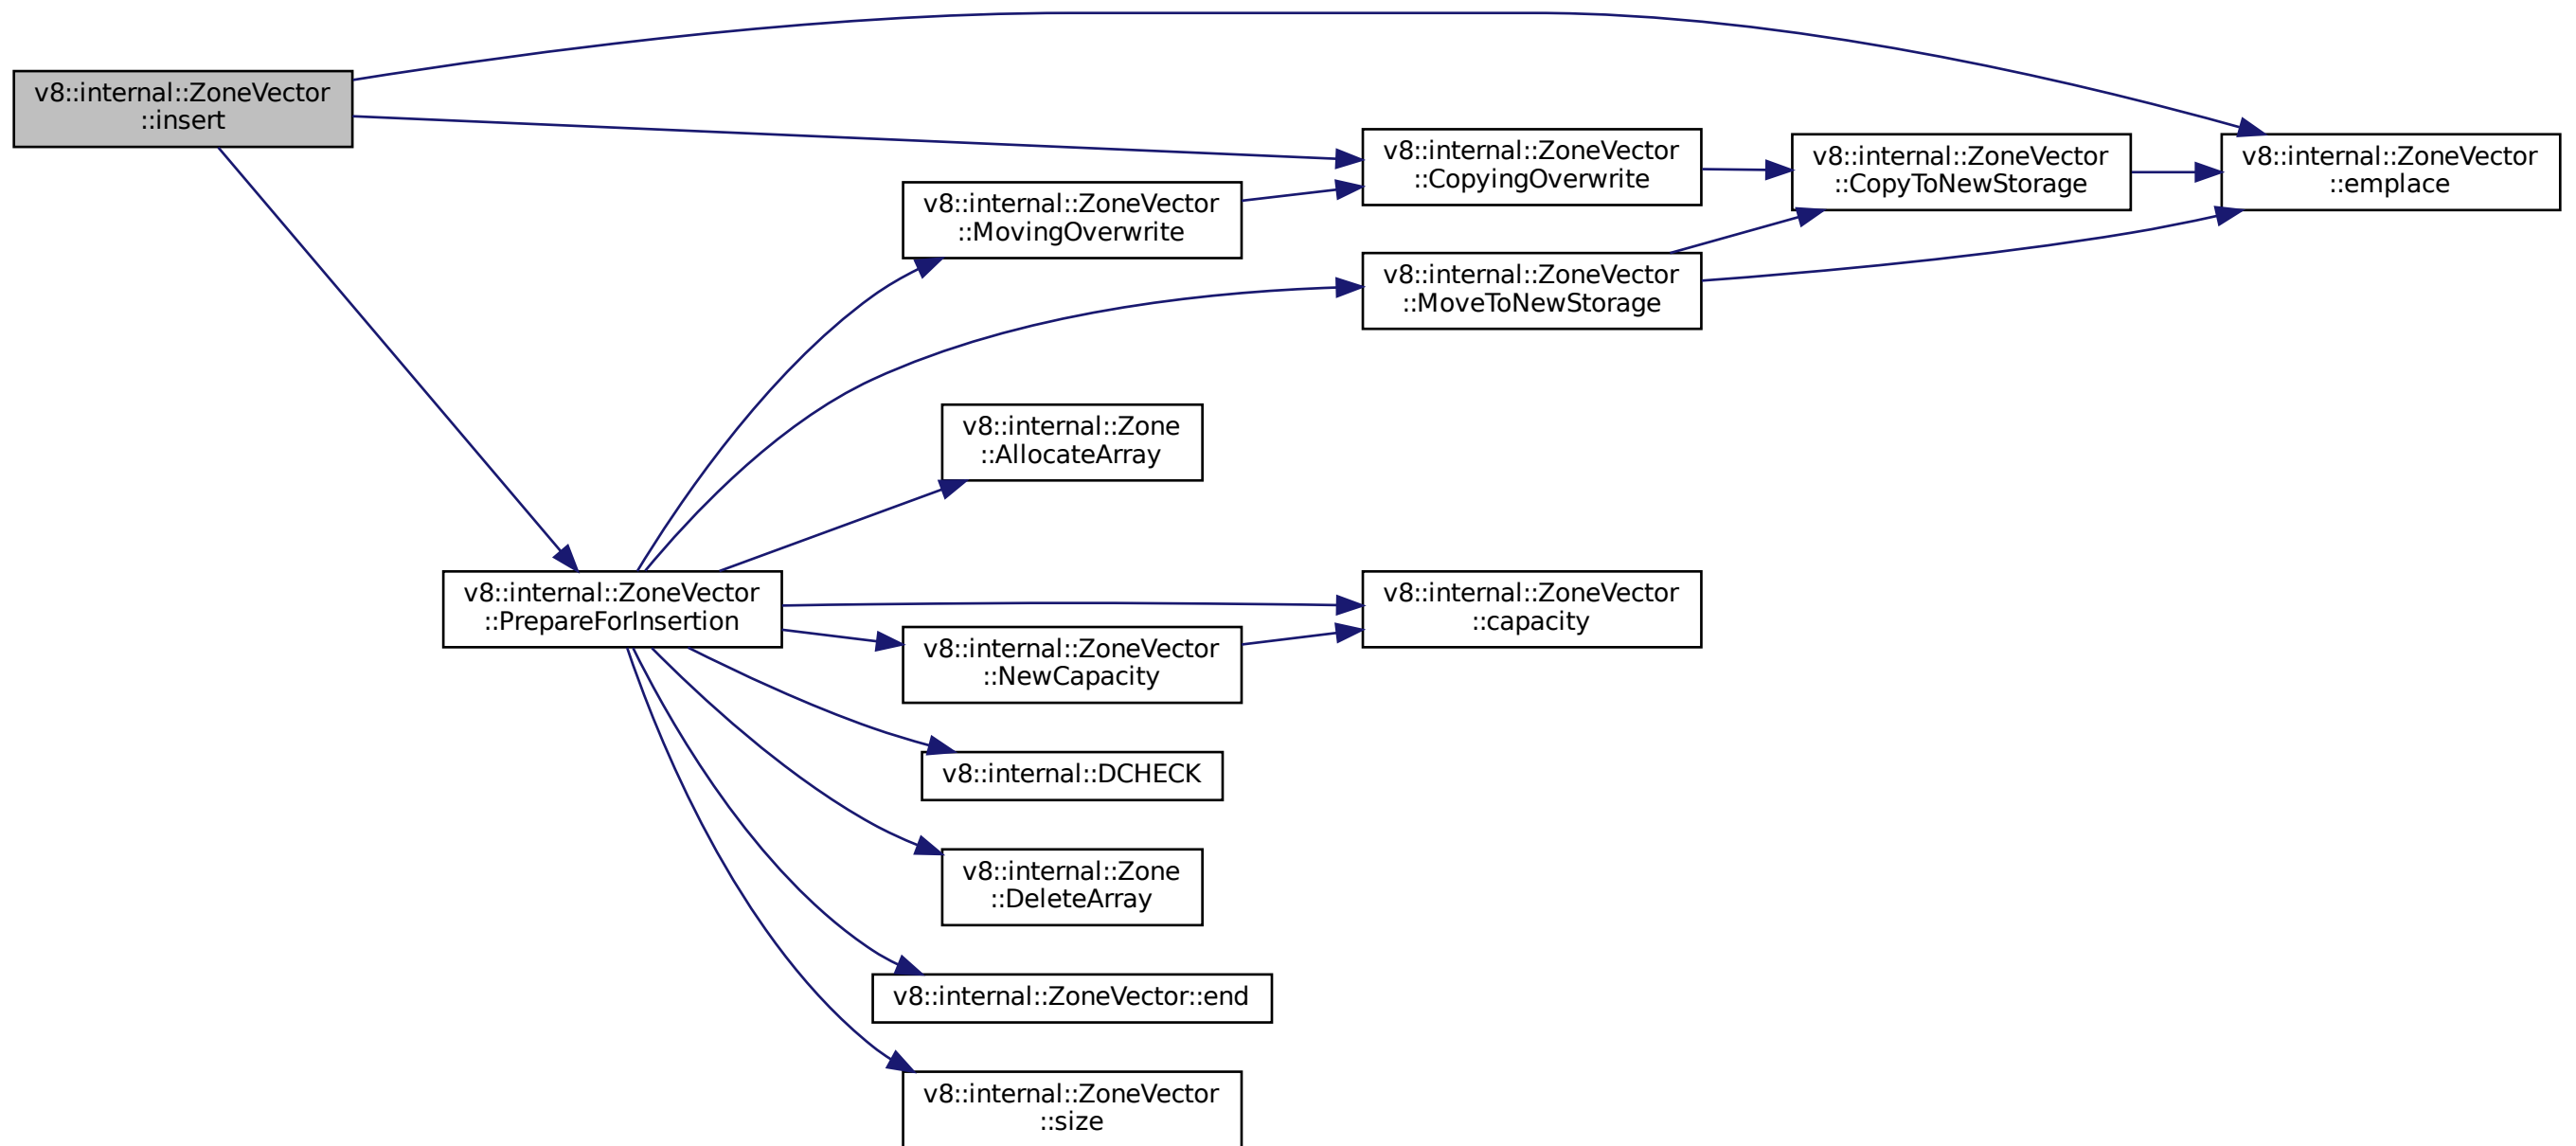 v8::internal::ZoneVector
::insert
v8::internal::ZoneVector
::CopyingOverwrite
v8::internal::ZoneVector
::CopyToNewStorage
v8::internal::ZoneVector
::emplace
v8::internal::ZoneVector
::MovingOverwrite
v8::internal::ZoneVector
::MoveToNewStorage
v8::internal::Zone
::AllocateArray
v8::internal::ZoneVector
::PrepareForInsertion
v8::internal::ZoneVector
::capacity
v8::internal::ZoneVector
::NewCapacity
v8::internal::DCHECK
v8::internal::Zone
::DeleteArray
v8::internal::ZoneVector::end
v8::internal::ZoneVector
::size